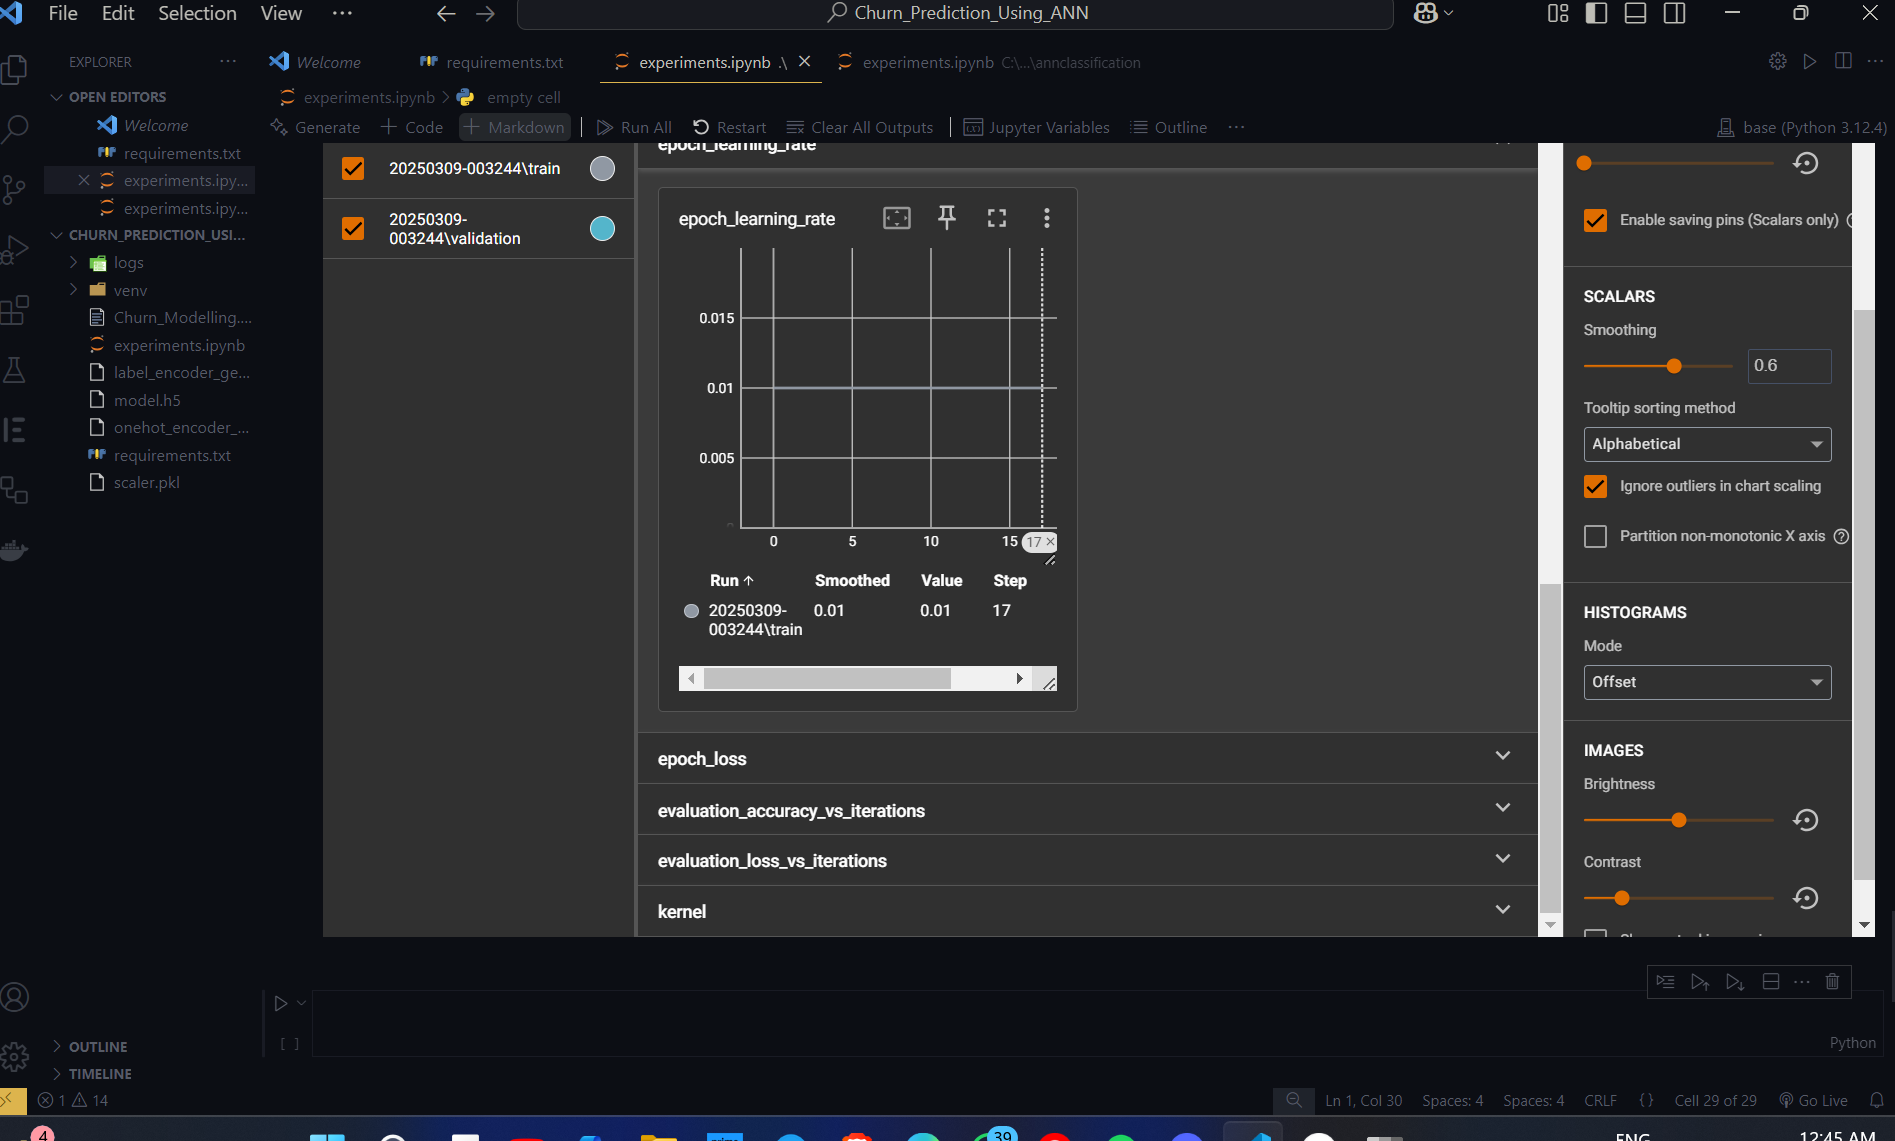 File Edit Selection View ···
Churn_Prediction_Using_ANN
EXPLORER ···
Welcome
requirements.txt
experiments.ipynb .\
experiments.ipynb C:\...\annclassification
OPEN EDITORS
Welcome
requirements.txt
experiments.ipy...
experiments.ipy...
CHURN_PREDICTION_USI...
logs
venv
Churn_Modelling....
experiments.ipynb
label_encoder_ge...
model.h5
onehot_encoder_...
requirements.txt
scaler.pkl
OUTLINE
TIMELINE
experiments.ipynb > empty cell
Generate + Code + Markdown | Run All Restart Clear All Outputs | Jupyter Variables Outline ···
base (Python 3.12.4)
20250309-003244\train
20250309-
003244\validation
epoch_learning_rate
epoch_learning_rate
0.015
0.01
0.005
0
0 5 10 15 17 ×
Run ↑ Smoothed Value Step
20250309-
003244\train 0.01 0.01 17
epoch_loss
evaluation_accuracy_vs_iterations
evaluation_loss_vs_iterations
kernel
Enable saving pins (Scalars only)
SCALARS
Smoothing
0.6
Tooltip sorting method
Alphabetical
Ignore outliers in chart scaling
Partition non-monotonic X axis
HISTOGRAMS
Mode
Offset
IMAGES
Brightness
Contrast
[ ]
Python
1 14
Ln 1, Col 30 Spaces: 4 Spaces: 4 CRLF {} Cell 29 of 29 Go Live
4
39
ENG
12:45 AM